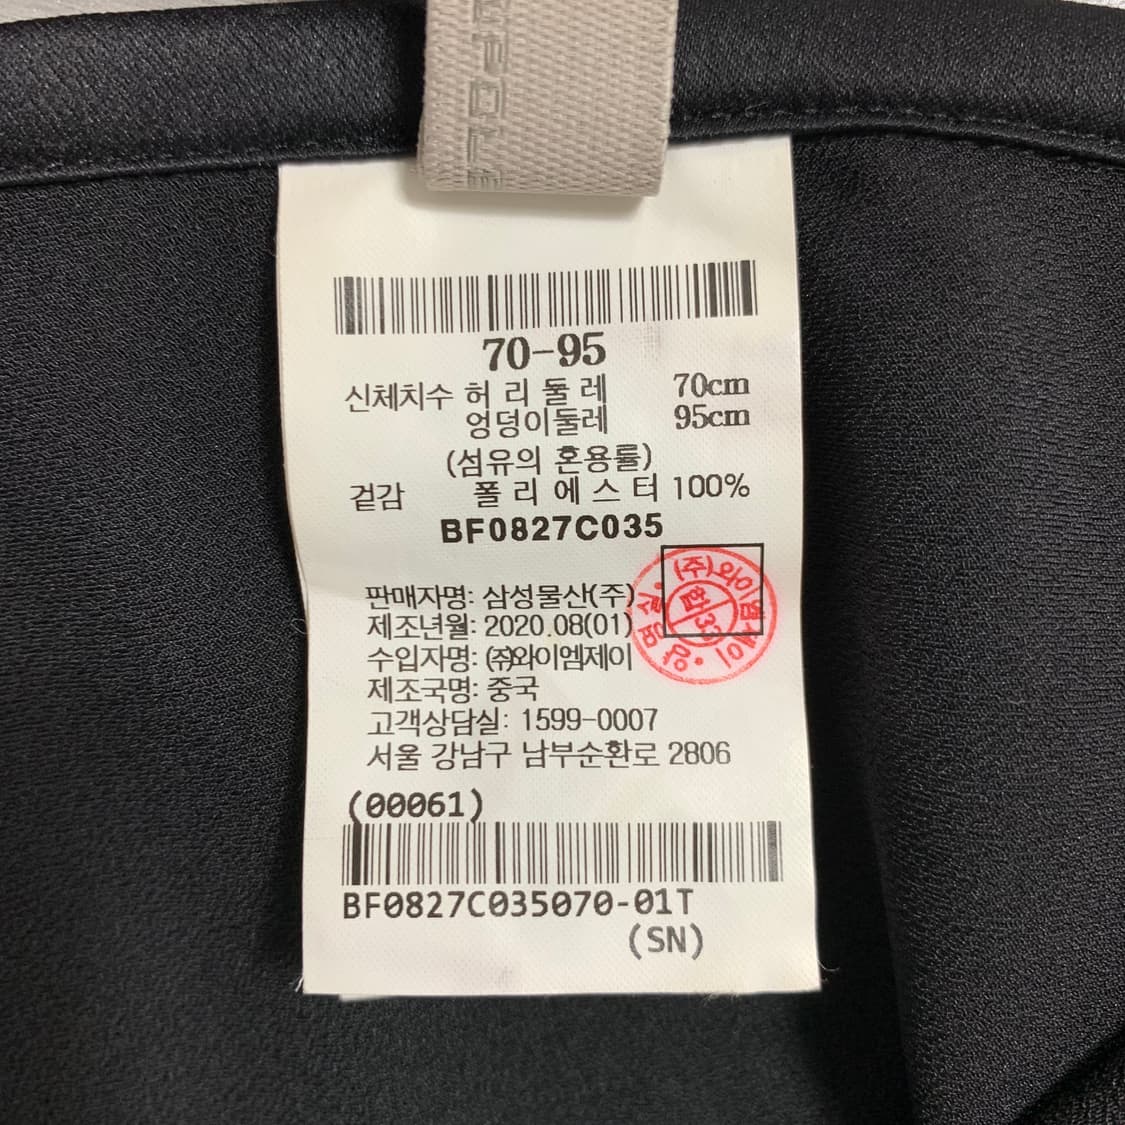 70-95
신체치수 허 리 둘 레 70cm
엉덩이둘레 95cm
(섬유의 혼용률)
겉감 폴 리 에 스 터 100%
BF0827C035
판매자명: 삼성물산(주)
제조년월: 2020.08(01)
수입자명: ㈜와이엠제이
제조국명: 중국
고객상담실: 1599-0007
서울 강남구 남부순환로 2806
(00061)
BF0827C035070-01T
(SN)